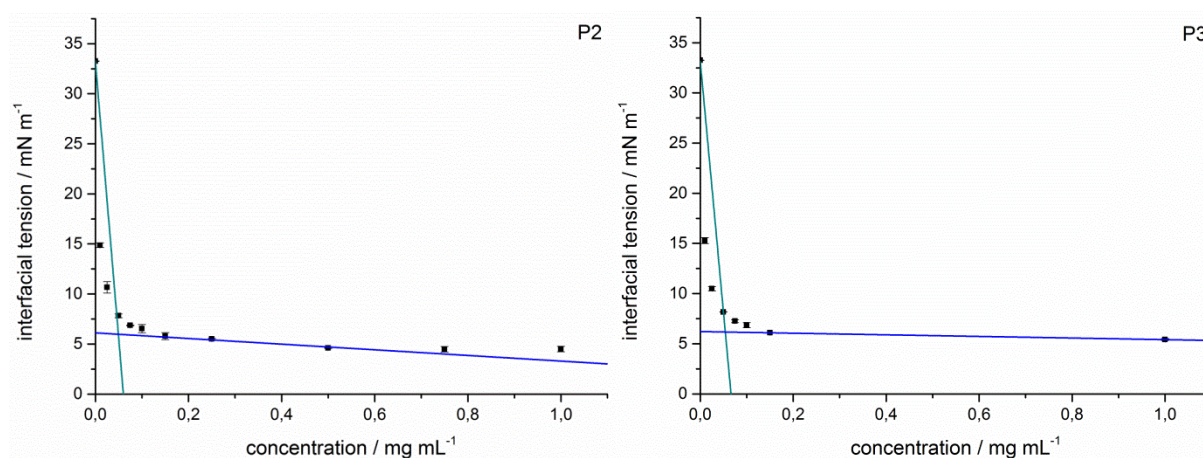 P2
interfacial tension / mN m⁻¹
35
30
25
20
15
10
5
0
0,0 0,2 0,4 0,6 0,8 1,0
concentration / mg mL⁻¹
P3
interfacial tension / mN m⁻¹
35
30
25
20
15
10
5
0
0,0 0,2 0,4 0,6 0,8 1,0
concentration / mg mL⁻¹